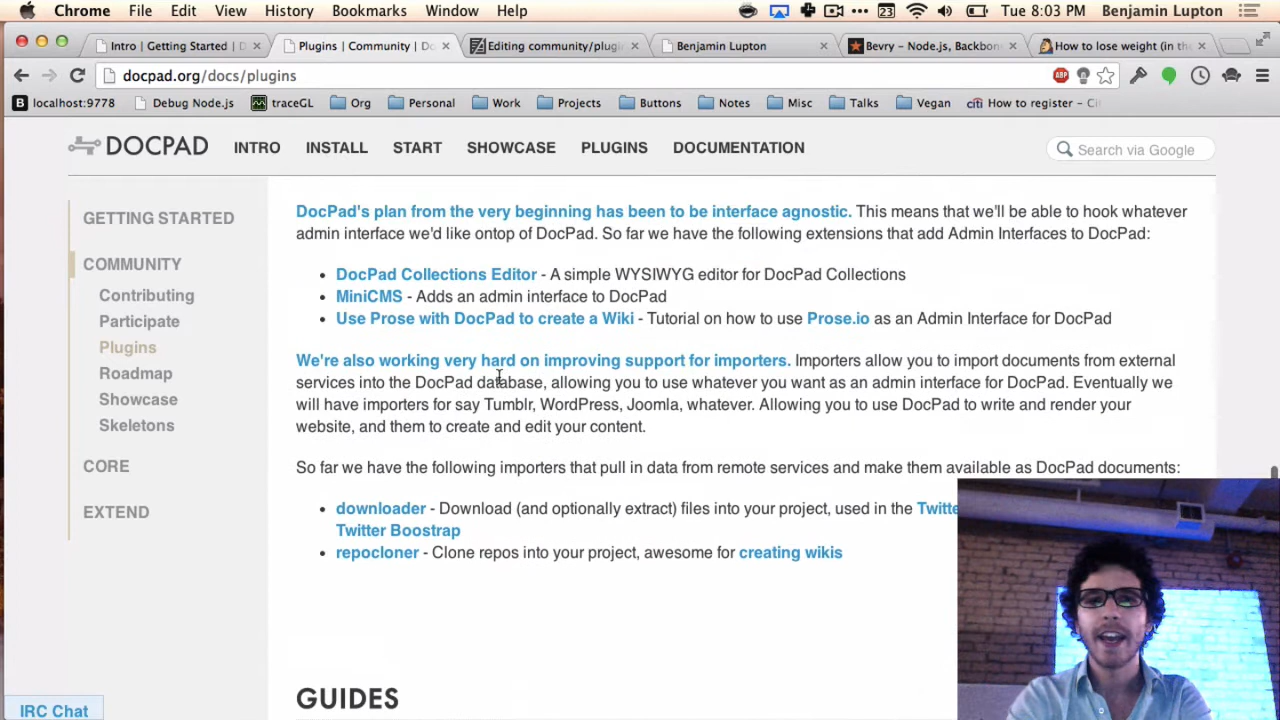 Chrome File Edit View History Bookmarks Window Help 23 Tue 8:03 PM Benjamin Lupton
Intro | Getting Started | D Plugins | Community | Do Editing community/plugi Benjamin Lupton Bevry - Node.js, Backbon How to lose weight (in the
docpad.org/docs/plugins ABP
B localhost:9778 Debug Node.js traceGL Org Personal Work Projects Buttons Notes Misc Talks Vegan citi How to register - Ci
DOCPAD INTRO INSTALL START SHOWCASE PLUGINS DOCUMENTATION Search via Google
GETTING STARTED
COMMUNITY
Contributing
Participate
Plugins
Roadmap
Showcase
Skeletons
CORE
EXTEND
DocPad's plan from the very beginning has been to be interface agnostic. This means that we'll be able to hook whatever
admin interface we'd like ontop of DocPad. So far we have the following extensions that add Admin Interfaces to DocPad:
• DocPad Collections Editor - A simple WYSIWYG editor for DocPad Collections
• MiniCMS - Adds an admin interface to DocPad
• Use Prose with DocPad to create a Wiki - Tutorial on how to use Prose.io as an Admin Interface for DocPad
We're also working very hard on improving support for importers. Importers allow you to import documents from external
services into the DocPad database, allowing you to use whatever you want as an admin interface for DocPad. Eventually we
will have importers for say Tumblr, WordPress, Joomla, whatever. Allowing you to use DocPad to write and render your
website, and them to create and edit your content.
So far we have the following importers that pull in data from remote services and make them available as DocPad documents:
• downloader - Download (and optionally extract) files into your project, used in the Twitte
Twitter Boostrap
• repocloner - Clone repos into your project, awesome for creating wikis
GUIDES
IRC Chat